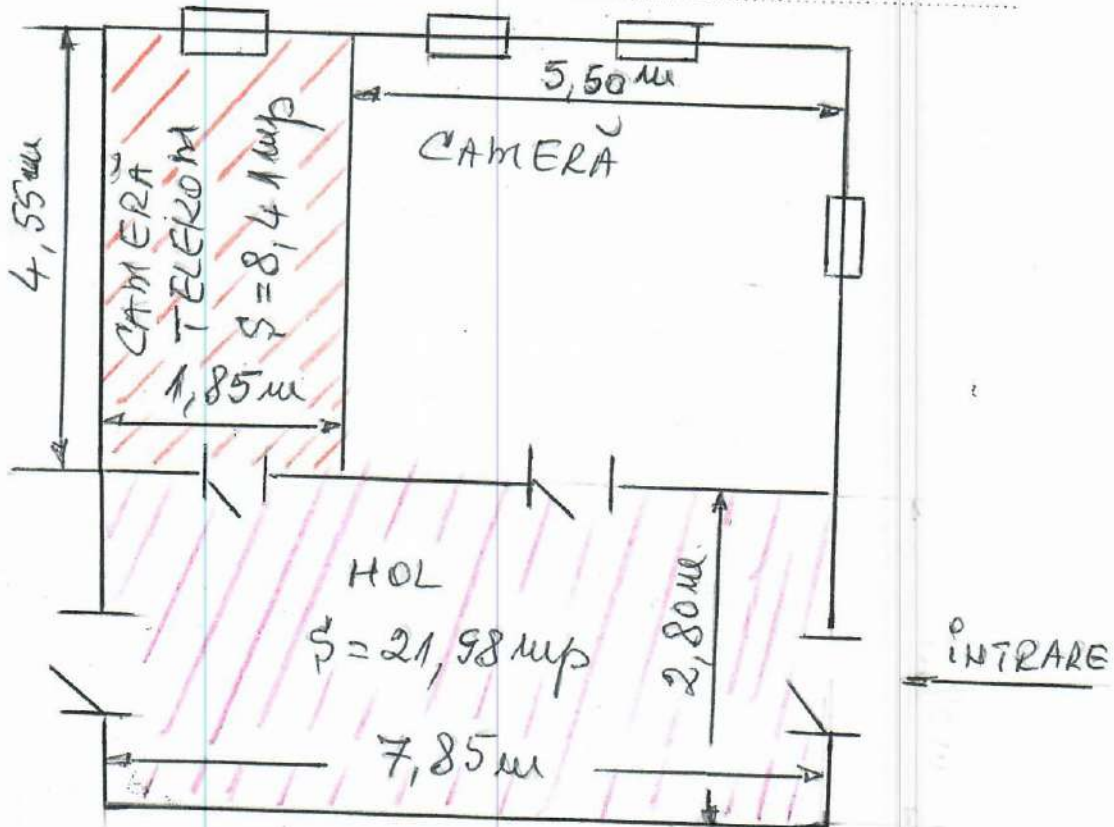 5,50 m
CAMERĂ
4,55 m
CAMERĂ
TELEKOM
S=8,41 mp
1,85 m
HOL
S=21,98 mp
2,80 m.
7,85 m
INTRARE